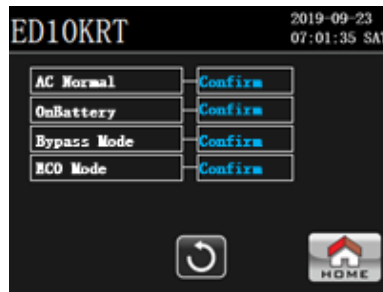 ED10KRT
2019-09-23
07:01:35 SAT
AC Normal Confirm
OnBattery Confirm
Bypass Mode Confirm
ECO Mode Confirm
HOME